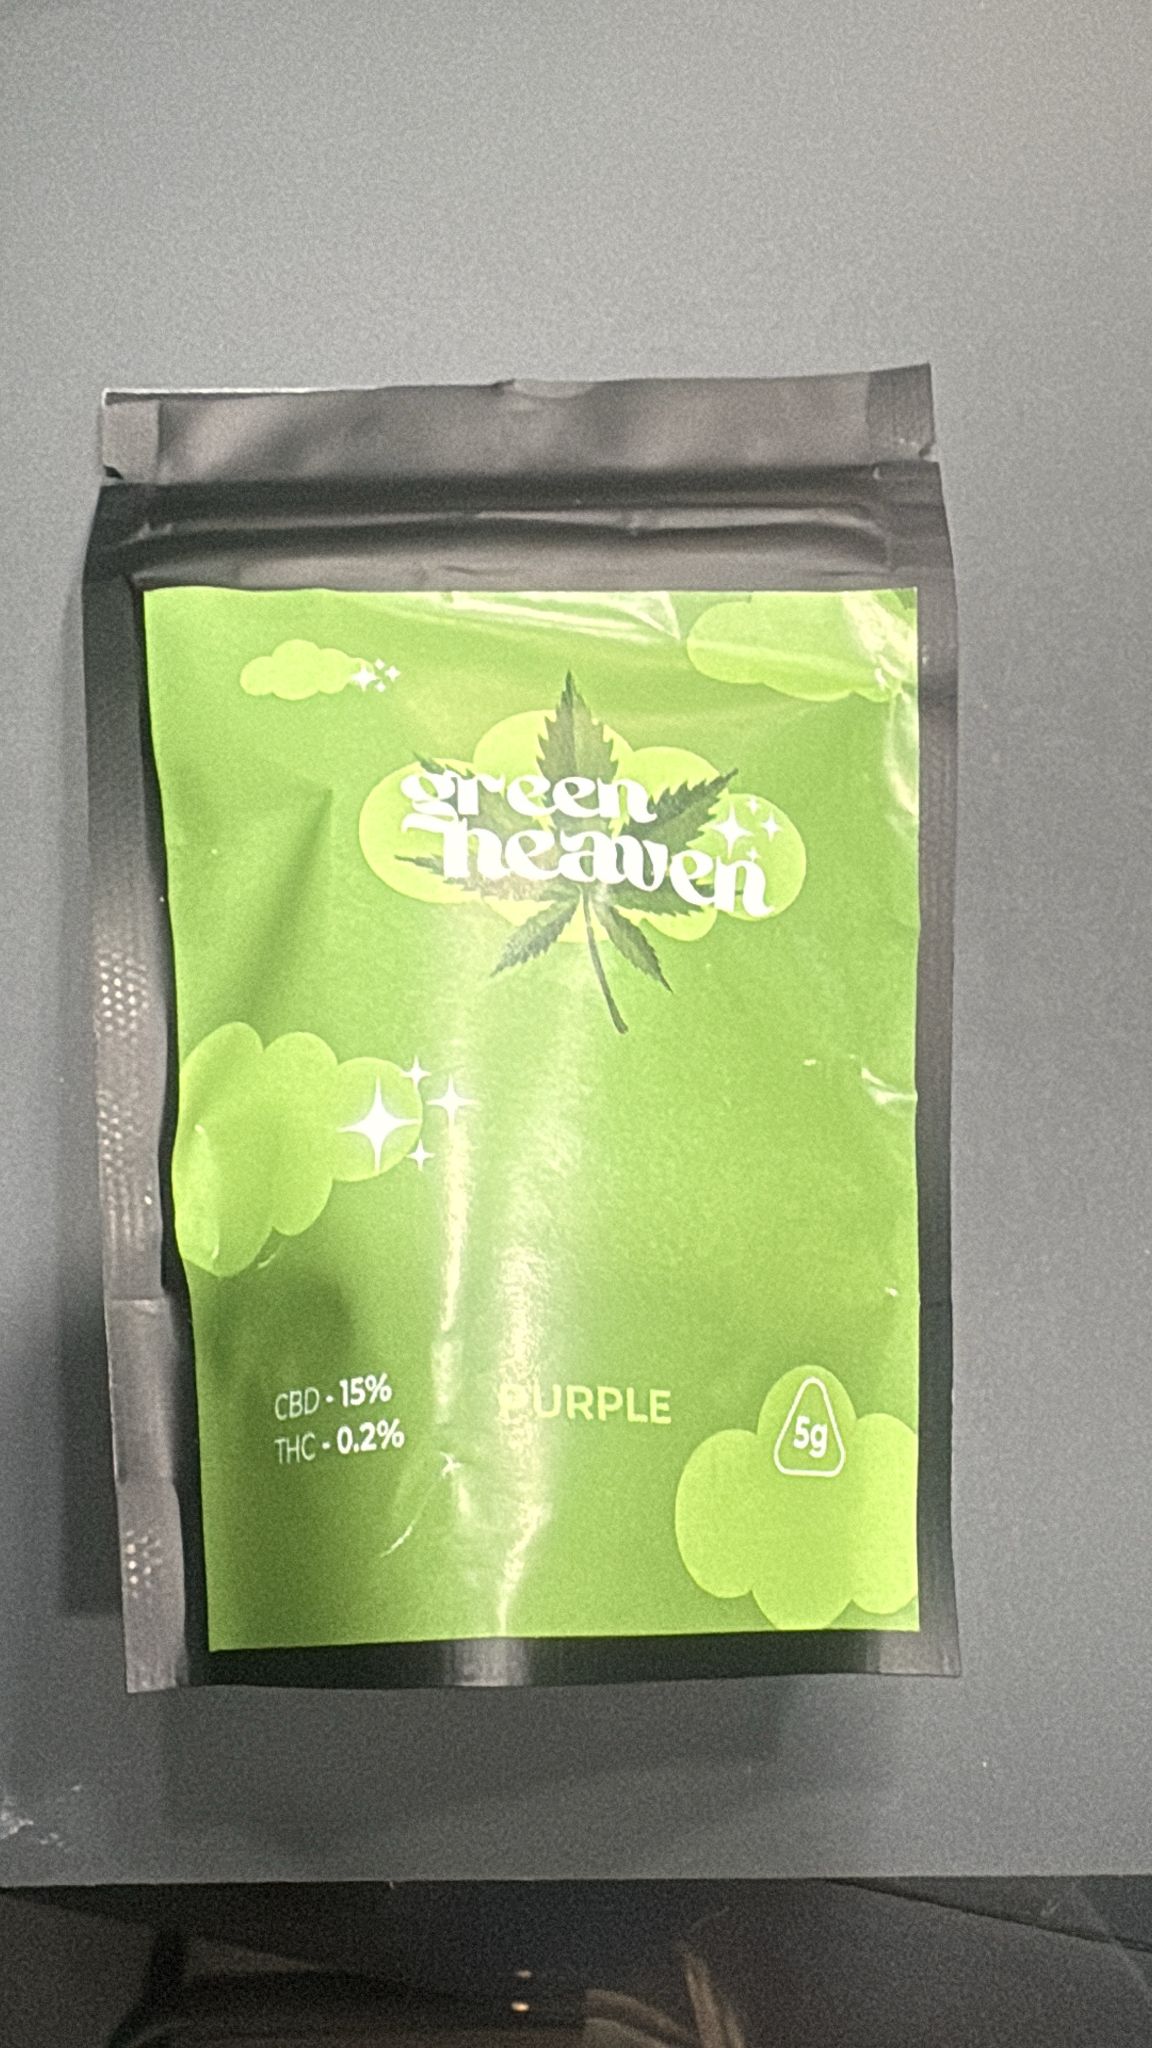 green
heaven
CBD - 15%
THC - 0.2%
PURPLE
5g